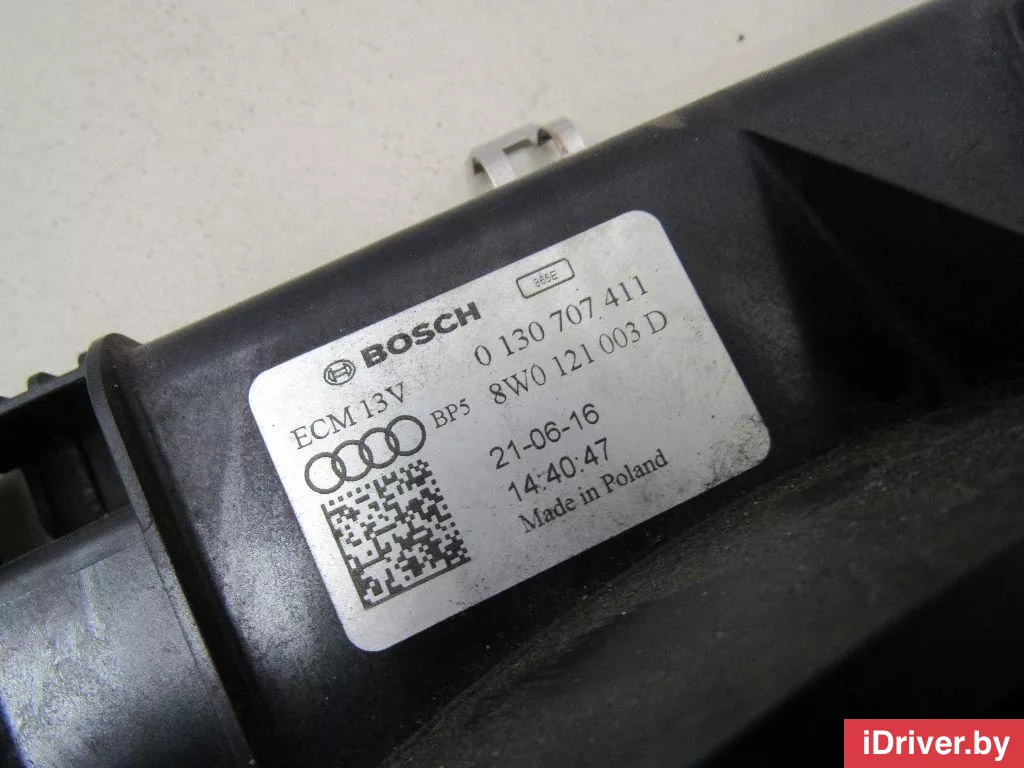 865E
BOSCH 0 130 707 411
ECM 13V 8W0 121 003 D
BP5
21-06-16
14:40:47
Made in Poland
iDriver.by